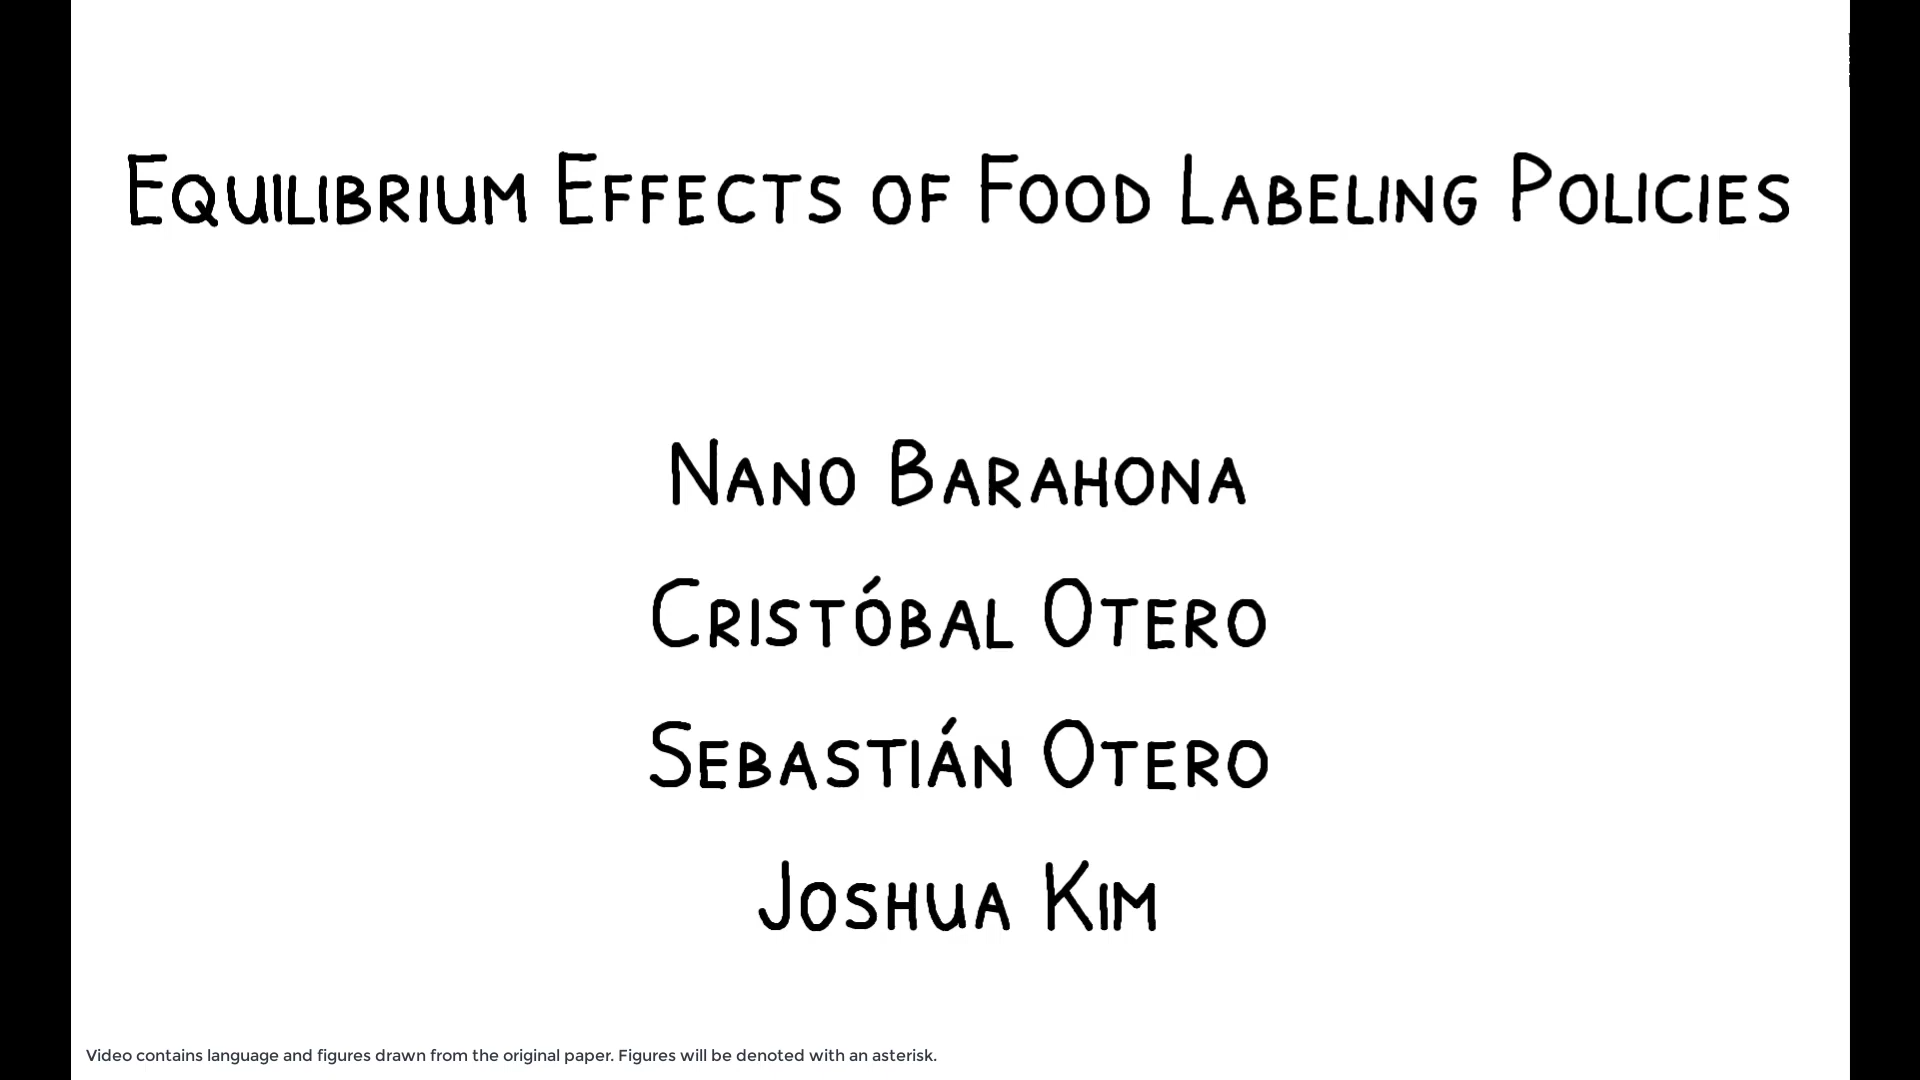 Equilibrium Effects of Food Labeling Policies
Nano Barahona
Cristóbal Otero
Sebastián Otero
Joshua Kim
Video contains language and figures drawn from the original paper. Figures will be denoted with an asterisk.